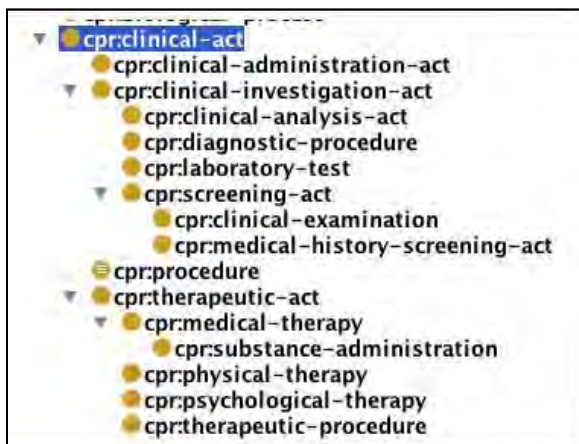 cpr:clinical-act
cpr:clinical-administration-act
cpr:clinical-investigation-act
cpr:clinical-analysis-act
cpr:diagnostic-procedure
cpr:laboratory-test
cpr:screening-act
cpr:clinical-examination
cpr:medical-history-screening-act
cpr:procedure
cpr:therapeutic-act
cpr:medical-therapy
cpr:substance-administration
cpr:physical-therapy
cpr:psychological-therapy
cpr:therapeutic-procedure